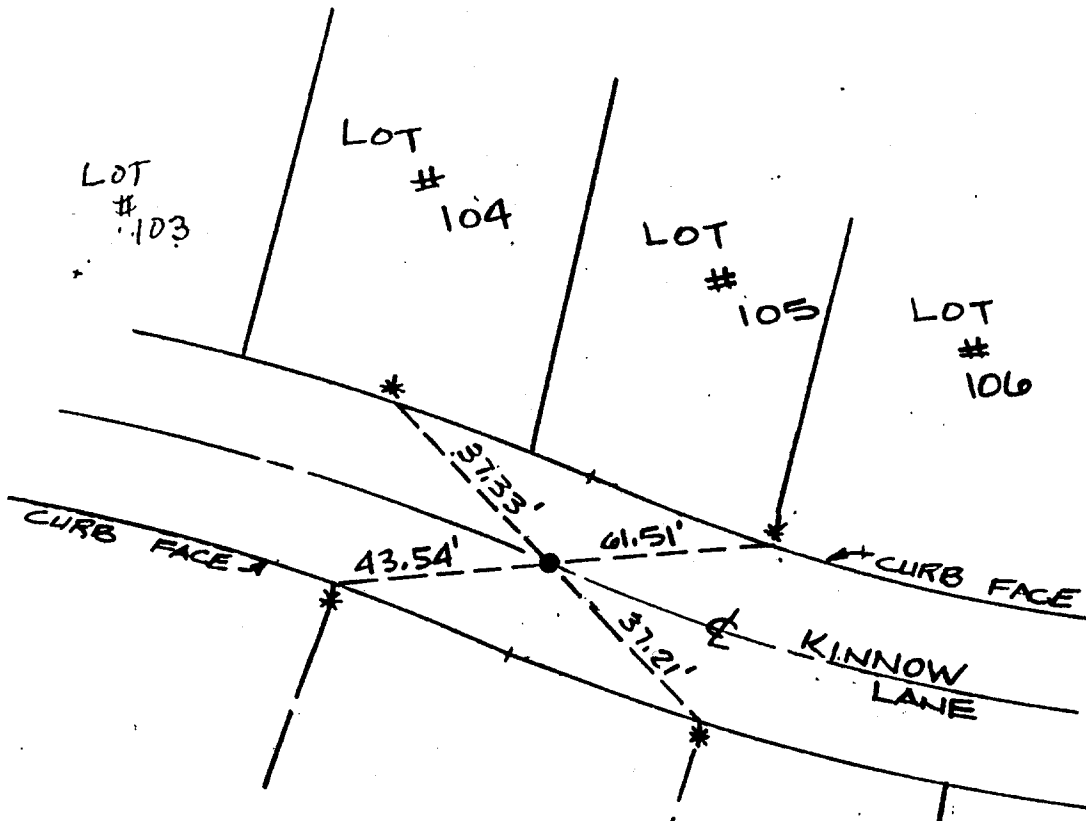 LOT
#
103
LOT
#
104
LOT
#
105
LOT
#
106
37.33'
61.51'
43.54'
37.21'
CURB FACE
CURB FACE
℄
KINNOW
LANE